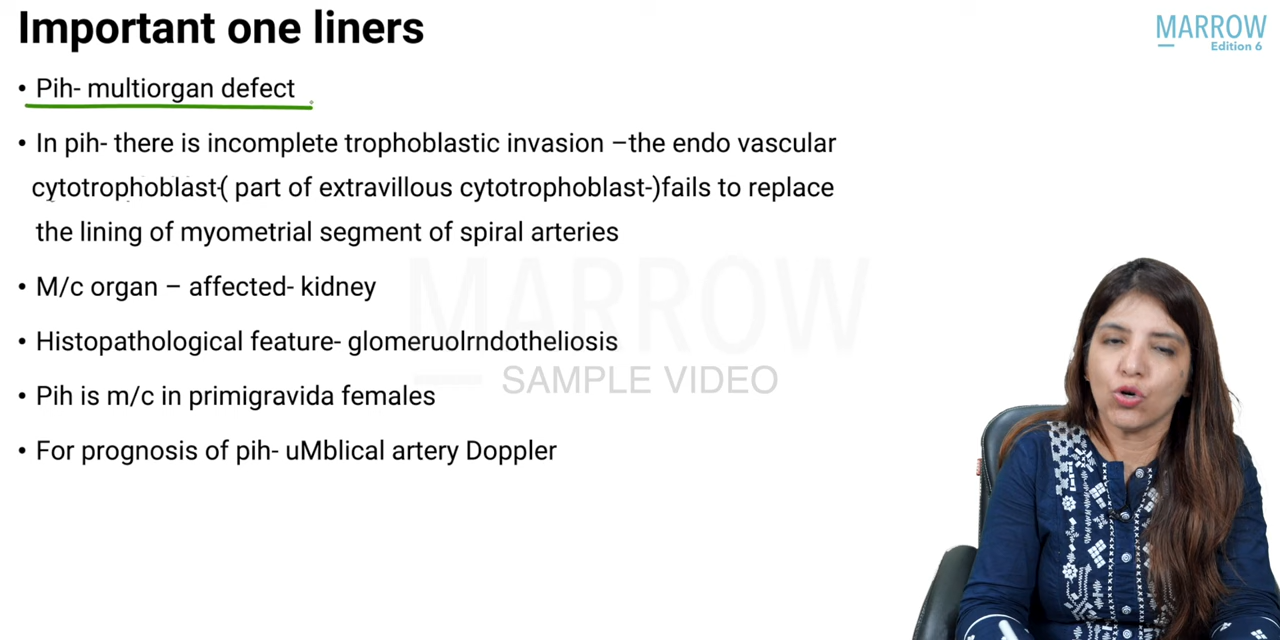 Important one liners
MARROW
Edition 6
• Pih- multiorgan defect
• In pih- there is incomplete trophoblastic invasion –the endo vascular
cytotrophoblast-( part of extravillous cytotrophoblast-)fails to replace
the lining of myometrial segment of spiral arteries
• M/c organ – affected- kidney
• Histopathological feature- glomeruolrndotheliosis
• Pih is m/c in primigravida females
• For prognosis of pih- uMblical artery Doppler
MARROW
SAMPLE VIDEO